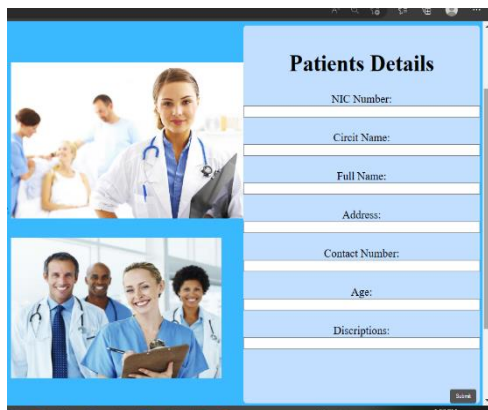 Patients Details
NIC Number:
Circit Name:
Full Name:
Address:
Contact Number:
Age:
Discriptions:
Submit